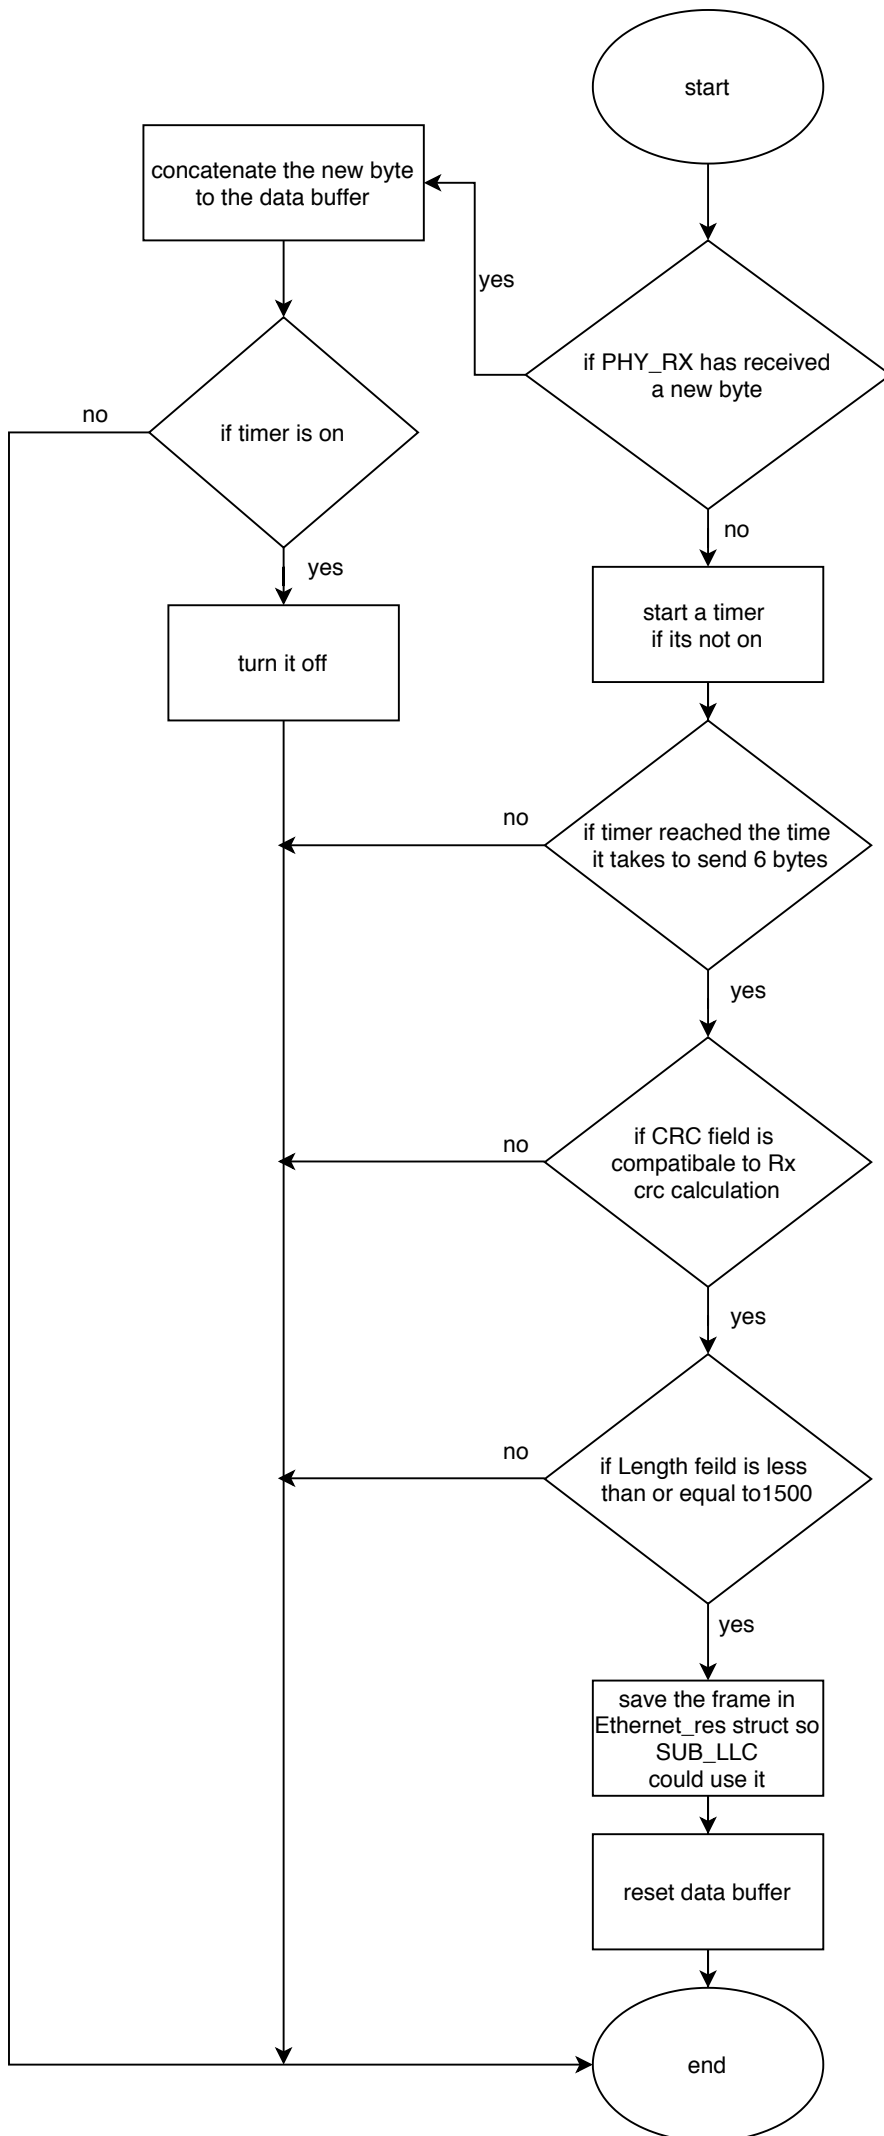 start
concatenate the new byte
to the data buffer
yes
if PHY_RX has received
a new byte
no
if timer is on
no
yes
start a timer
if its not on
turn it off
no
if timer reached the time
it takes to send 6 bytes
yes
no
if CRC field is
compatibale to Rx
crc calculation
yes
no
if Length feild is less
than or equal to1500
yes
save the frame in
Ethernet_res struct so
SUB_LLC
could use it
reset data buffer
end